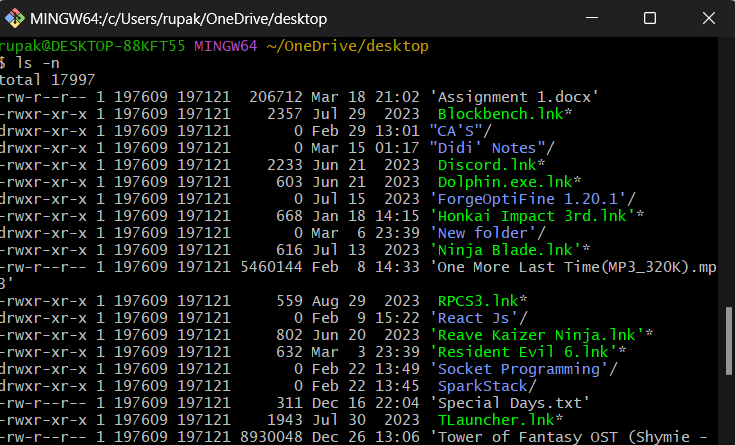 MINGW64:/c/Users/rupak/OneDrive/desktop
rupak@DESKTOP-88KFT55 MINGW64 ~/OneDrive/desktop
$ ls -n
total 17997
-rw-r--r-- 1 197609 197121  206712 Mar 18 21:02 'Assignment 1.docx'
-rwxr-xr-x 1 197609 197121    2357 Jul 29  2023  Blockbench.lnk*
drwxr-xr-x 1 197609 197121       0 Feb 29 13:01 "CA'S"/
drwxr-xr-x 1 197609 197121       0 Mar 15 01:17 "Didi' Notes"/
-rwxr-xr-x 1 197609 197121    2233 Jun 21  2023  Discord.lnk*
-rwxr-xr-x 1 197609 197121     603 Jun 21  2023  Dolphin.exe.lnk*
drwxr-xr-x 1 197609 197121       0 Jul 15  2023 'ForgeOptiFine 1.20.1'/
-rwxr-xr-x 1 197609 197121     668 Jan 18 14:15 'Honkai Impact 3rd.lnk'*
drwxr-xr-x 1 197609 197121       0 Mar  6 23:39 'New folder'/
-rwxr-xr-x 1 197609 197121     616 Jul 13  2023 'Ninja Blade.lnk'*
-rw-r--r-- 1 197609 197121 5460144 Feb  8 14:33 'One More Last Time(MP3_320K).mp
3'
-rwxr-xr-x 1 197609 197121     559 Aug 29  2023  RPCS3.lnk*
drwxr-xr-x 1 197609 197121       0 Feb  9 15:22 'React Js'/
-rwxr-xr-x 1 197609 197121     802 Jun 20  2023 'Reave Kaizer Ninja.lnk'*
-rwxr-xr-x 1 197609 197121     632 Mar  3 23:39 'Resident Evil 6.lnk'*
drwxr-xr-x 1 197609 197121       0 Feb 22 13:49 'Socket Programming'/
drwxr-xr-x 1 197609 197121       0 Feb 22 13:45  SparkStack/
-rw-r--r-- 1 197609 197121     311 Dec 16 22:04 'Special Days.txt'
-rwxr-xr-x 1 197609 197121    1943 Jul 30  2023  TLauncher.lnk*
-rw-r--r-- 1 197609 197121 8930048 Dec 26 13:06 'Tower of Fantasy OST (Shymie -